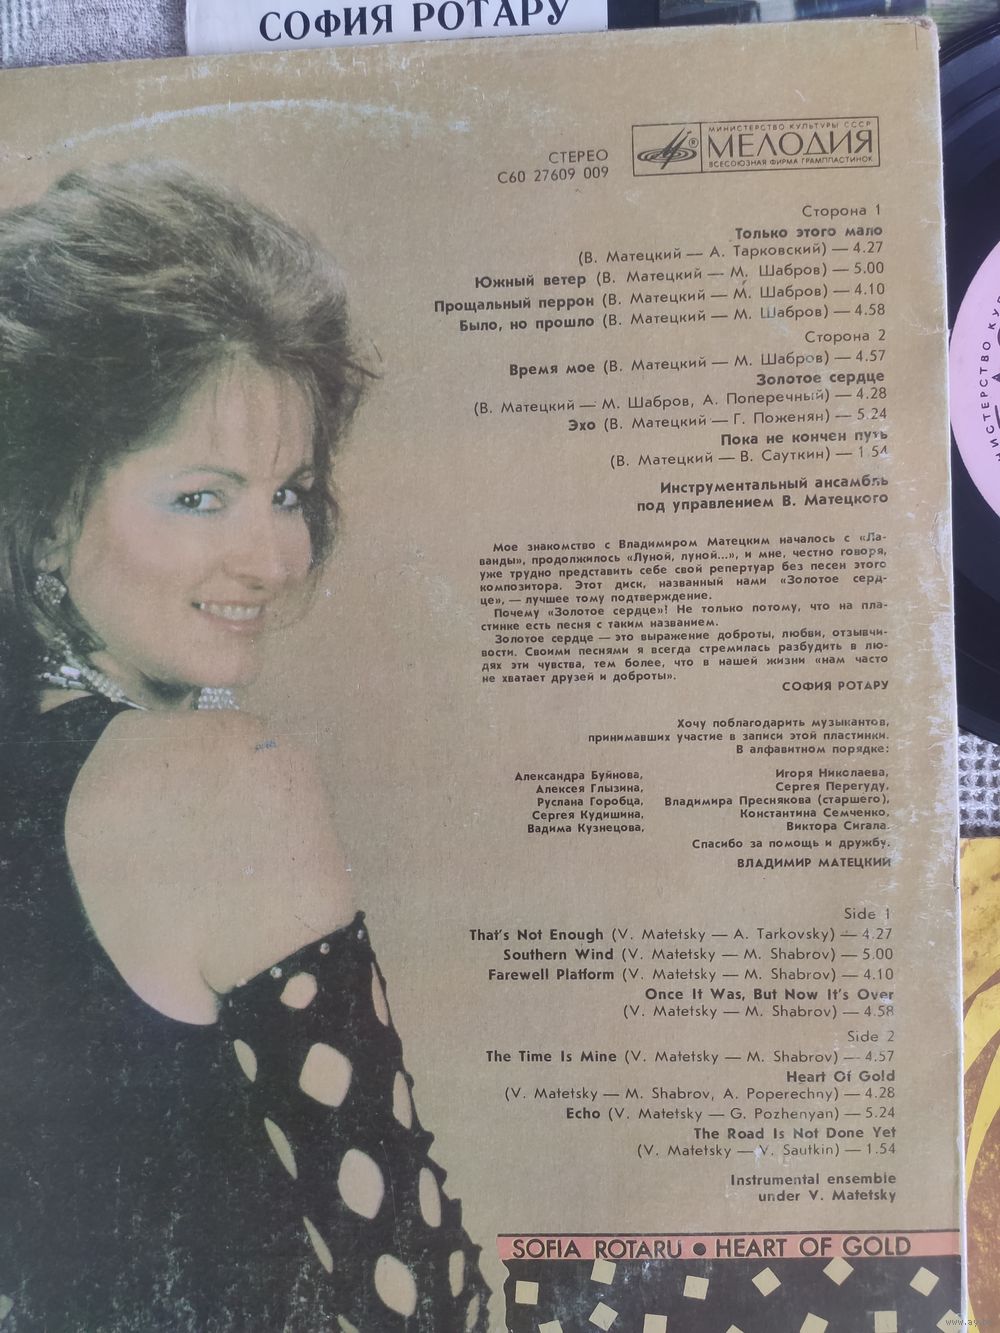 СОФИЯ РОТАРУ
СТЕРЕО
С60 27609 009
МИНИСТЕРСТВО КУЛЬТУРЫ СССР
МЕЛОДИЯ
ВСЕСОЮЗНАЯ ФИРМА ГРАМПЛАСТИНОК
Сторона 1
Только этого мало
(В. Матецкий — А. Тарковский) — 4.27
Южный ветер (В. Матецкий — М. Шабров) — 5.00
Прощальный перрон (В. Матецкий — М. Шабров) — 4.10
Было, но прошло (В. Матецкий — М. Шабров) — 4.58
Сторона 2
Время мое (В. Матецкий — М. Шабров) — 4.57
Золотое сердце
(В. Матецкий — М. Шабров, А. Поперечный) — 4.28
Эхо (В. Матецкий — Г. Поженян) — 5.24
Пока не кончен путь
(В. Матецкий — В. Сауткин) — 1.54
Инструментальный ансамбль
под управлением В. Матецкого
Мое знакомство с Владимиром Матецким началось с «Ла-
ванды», продолжилось «Луной, луной...», и мне, честно говоря,
уже трудно представить себе свой репертуар без песен этого
композитора. Этот диск, названный нами «Золотое серд-
це», — лучшее тому подтверждение.
Почему «Золотое сердце»! Не только потому, что на пла-
стинке есть песня с таким названием.
Золотое сердце — это выражение доброты, любви, отзывчи-
вости. Своими песнями я всегда стремилась разбудить в лю-
дях эти чувства, тем более, что в нашей жизни «нам часто
не хватает друзей и доброты».
СОФИЯ РОТАРУ
Хочу поблагодарить музыкантов,
принимавших участие в записи этой пластинки.
В алфавитном порядке:
Александра Буйнова,
Алексея Глызина,
Руслана Горобца,
Сергея Кудишина,
Вадима Кузнецова,
Игоря Николаева,
Сергея Перегуду,
Владимира Преснякова (старшего),
Константина Семченко,
Виктора Сигала.
Спасибо за помощь и дружбу.
ВЛАДИМИР МАТЕЦКИЙ
Side 1
That's Not Enough (V. Matetsky — A. Tarkovsky) — 4.27
Southern Wind (V. Matetsky — M. Shabrov) — 5.00
Farewell Platform (V. Matetsky — M. Shabrov) — 4.10
Once It Was, But Now It's Over
(V. Matetsky — M. Shabrov) — 4.58
Side 2
The Time Is Mine (V. Matetsky — M. Shabrov) — 4.57
Heart Of Gold
(V. Matetsky — M. Shabrov, A. Poperechny) — 4.28
Echo (V. Matetsky — G. Pozhenyan) — 5.24
The Road Is Not Done Yet
(V. Matetsky — V. Sautkin) — 1.54
Instrumental ensemble
under V. Matetsky
SOFIA ROTARU ● HEART OF GOLD